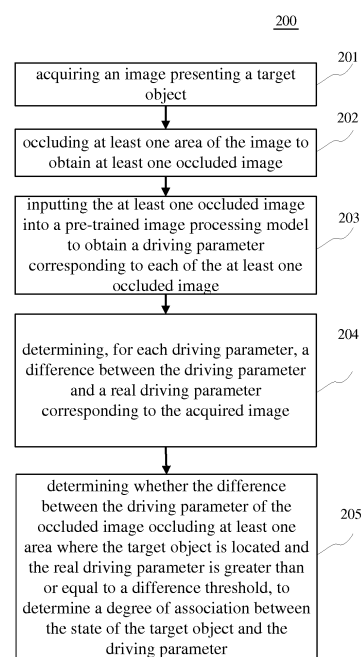 200
201
acquiring an image presenting a target
object
202
occluding at least one area of the image to
obtain at least one occluded image
203
inputting the at least one occluded image
into a pre-trained image processing model
to obtain a driving parameter
corresponding to each of the at least one
occluded image
204
determining, for each driving parameter, a
difference between the driving parameter
and a real driving parameter
corresponding to the acquired image
205
determining whether the difference
between the driving parameter of the
occluded image occluding at least one
area where the target object is located and
the real driving parameter is greater than
or equal to a difference threshold, to
determine a degree of association between
the state of the target object and the
driving parameter